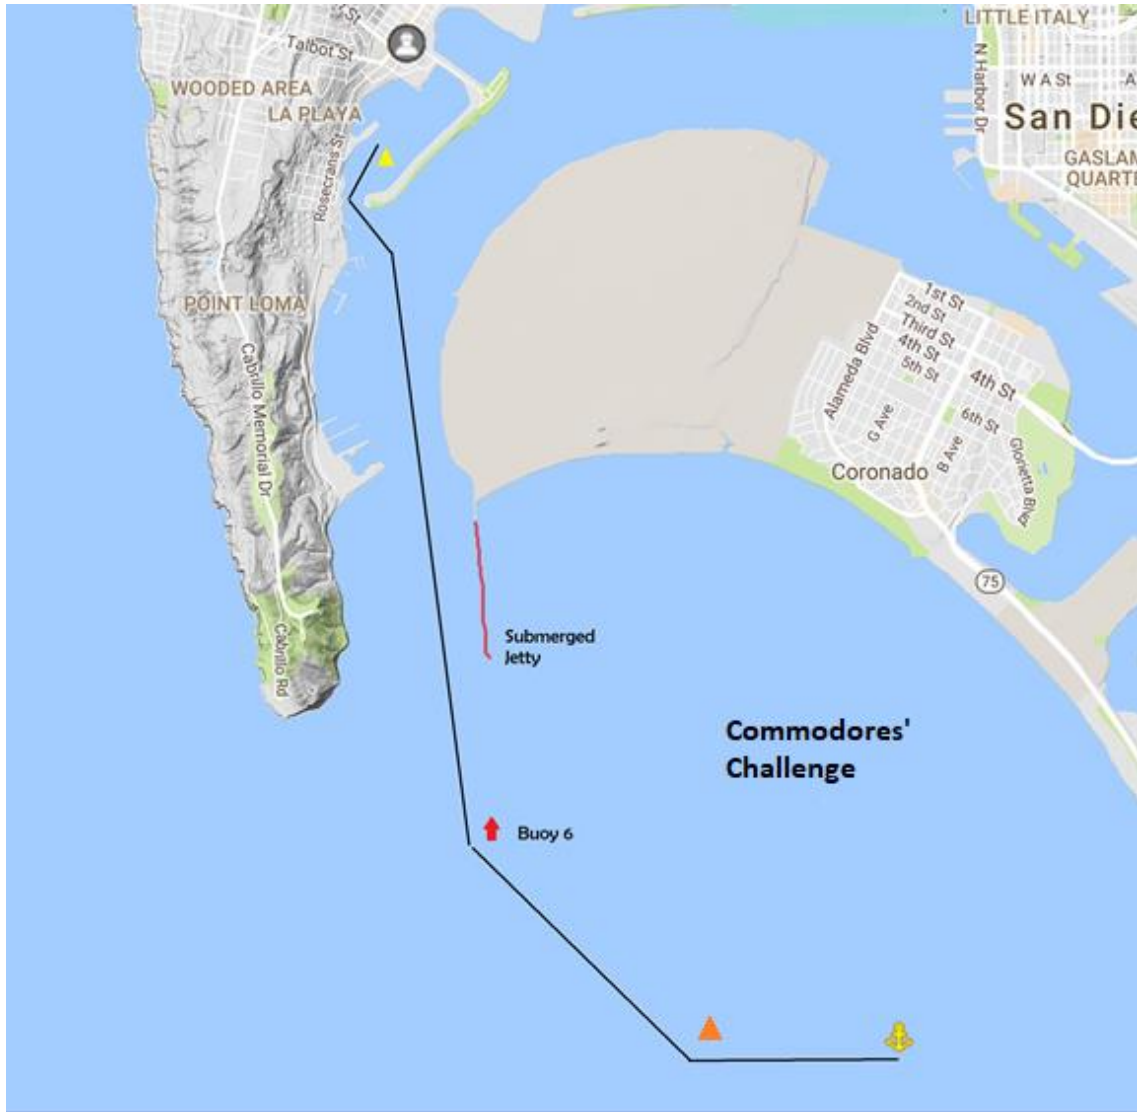 LITTLE ITALY
Talbot St
N Harbor Dr
W A St
WOODED AREA
LA PLAYA
San Die
GASLAM
QUARTE
Rosecrans St
POINT LOMA
1st St
2nd St
Third St
4th St
5th St
4th St
Alameda Blvd
Cabrillo Memorial Dr
G Ave
6th St
B Ave
Glorietta Blvd
Coronado
75
Submerged
Jetty
Cabrillo Rd
Commodores'
Challenge
Buoy 6